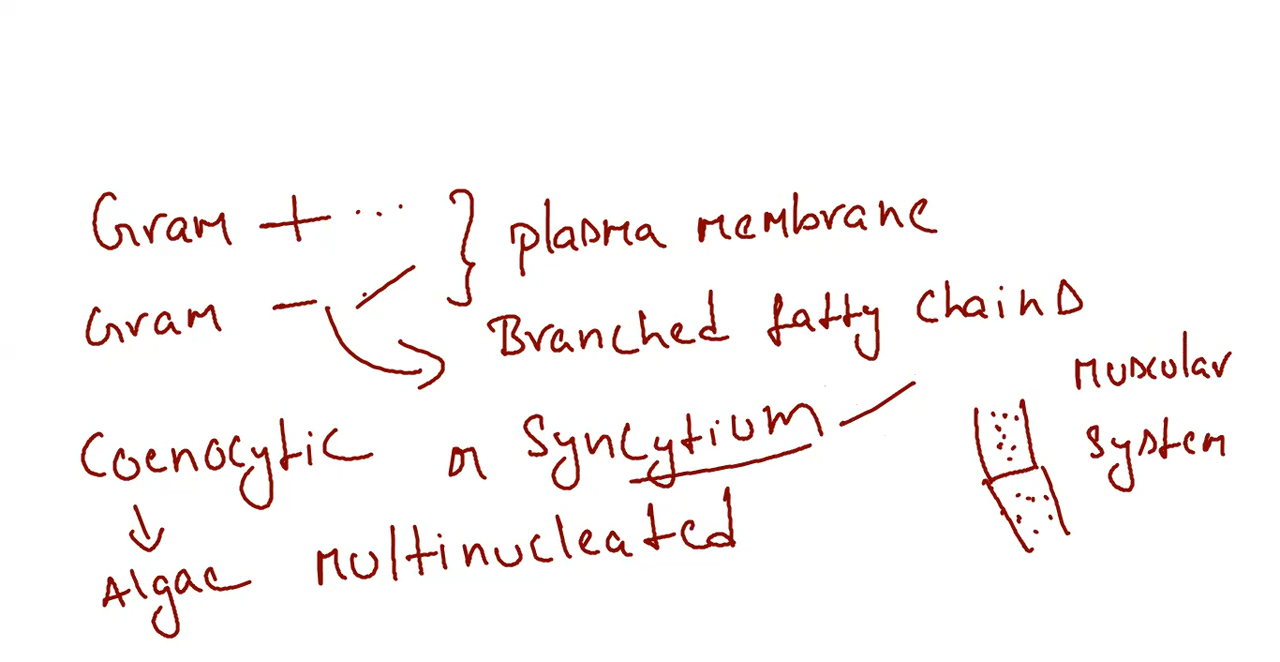 Gram + ... } plasma membrane
Gram -
Branched fatty chains
Coenocytic or Syncytium
muscular
system
↓
Algae multinucleated